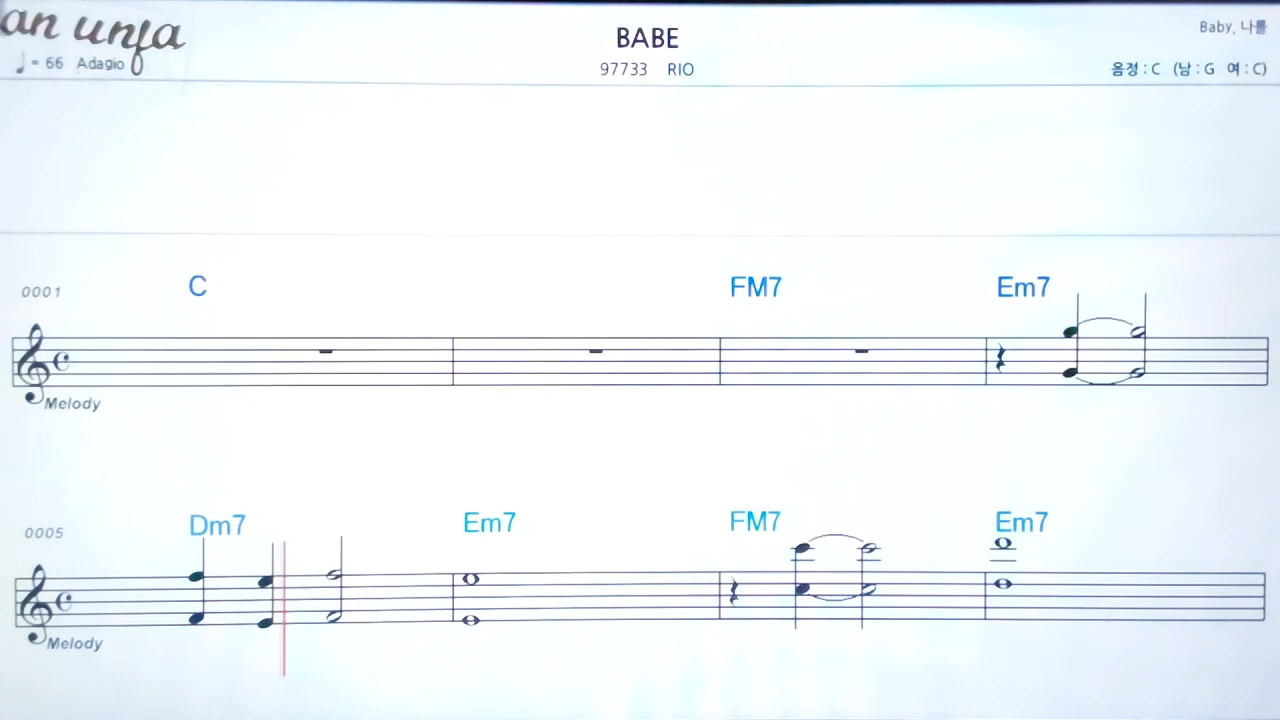 an unfa
♩= 66 Adagio
BABE
97733 RIO
Baby, 나를
음정 : C (남 : G 여 : C)
0001
C
FM7
Em7
Melody
0005
Dm7
Em7
FM7
Em7
Melody